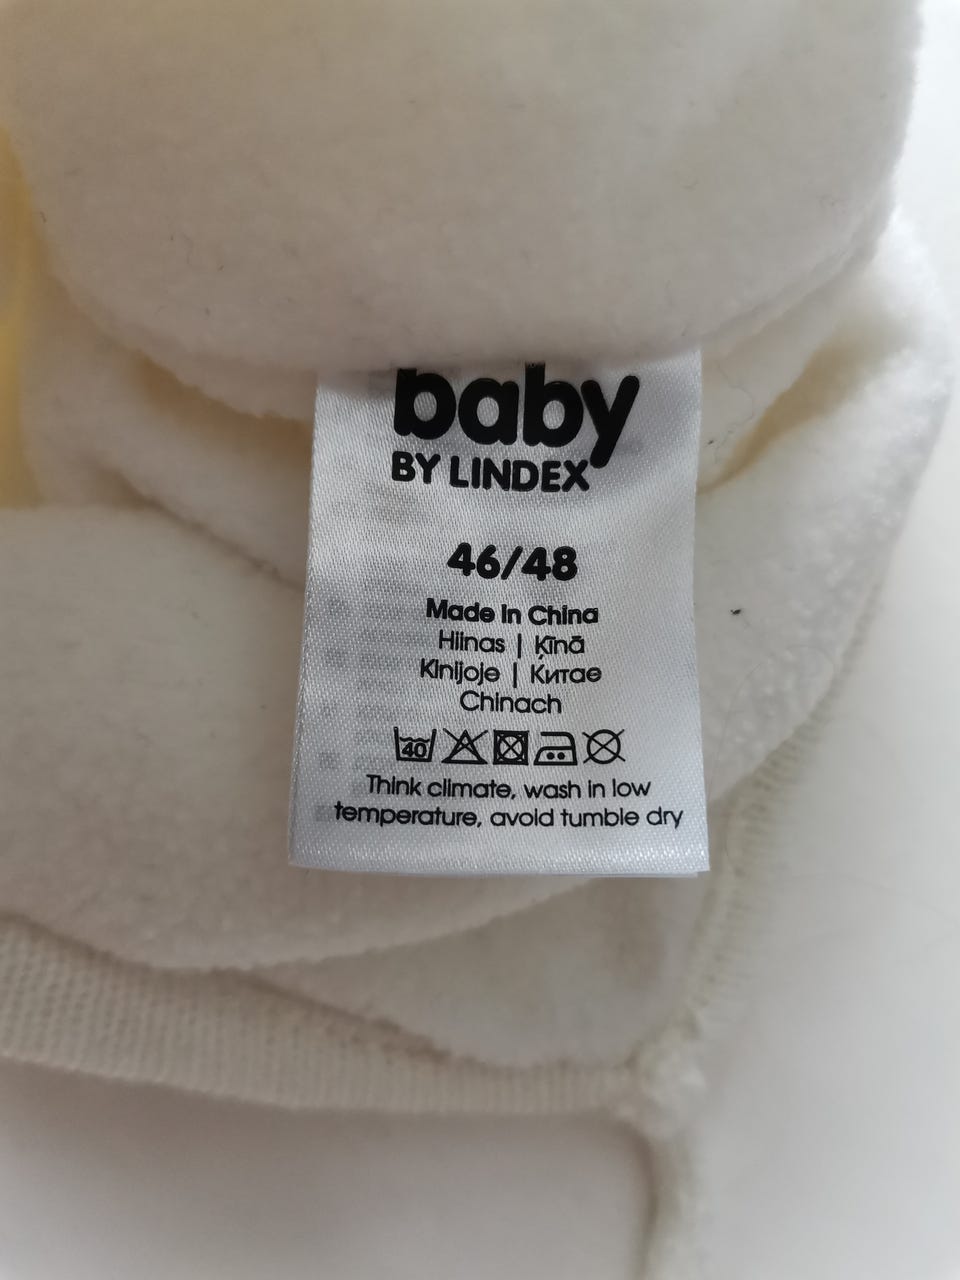 baby
BY LINDEX
46/48
Made in China
Hiinas | Ķīnā
Kinijoje | Китае
Chinach
40
Think climate, wash in low
temperature, avoid tumble dry